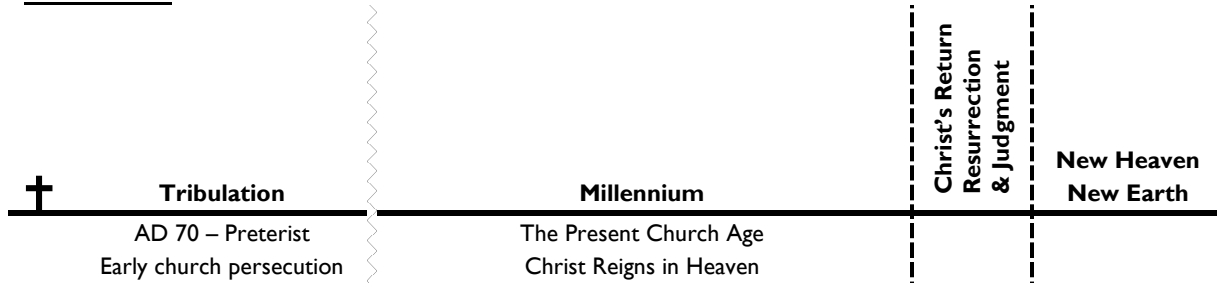 Christ's Return
Resurrection
& Judgment
New Heaven
New Earth
Tribulation
Millennium
AD 70 – Preterist
Early church persecution
The Present Church Age
Christ Reigns in Heaven